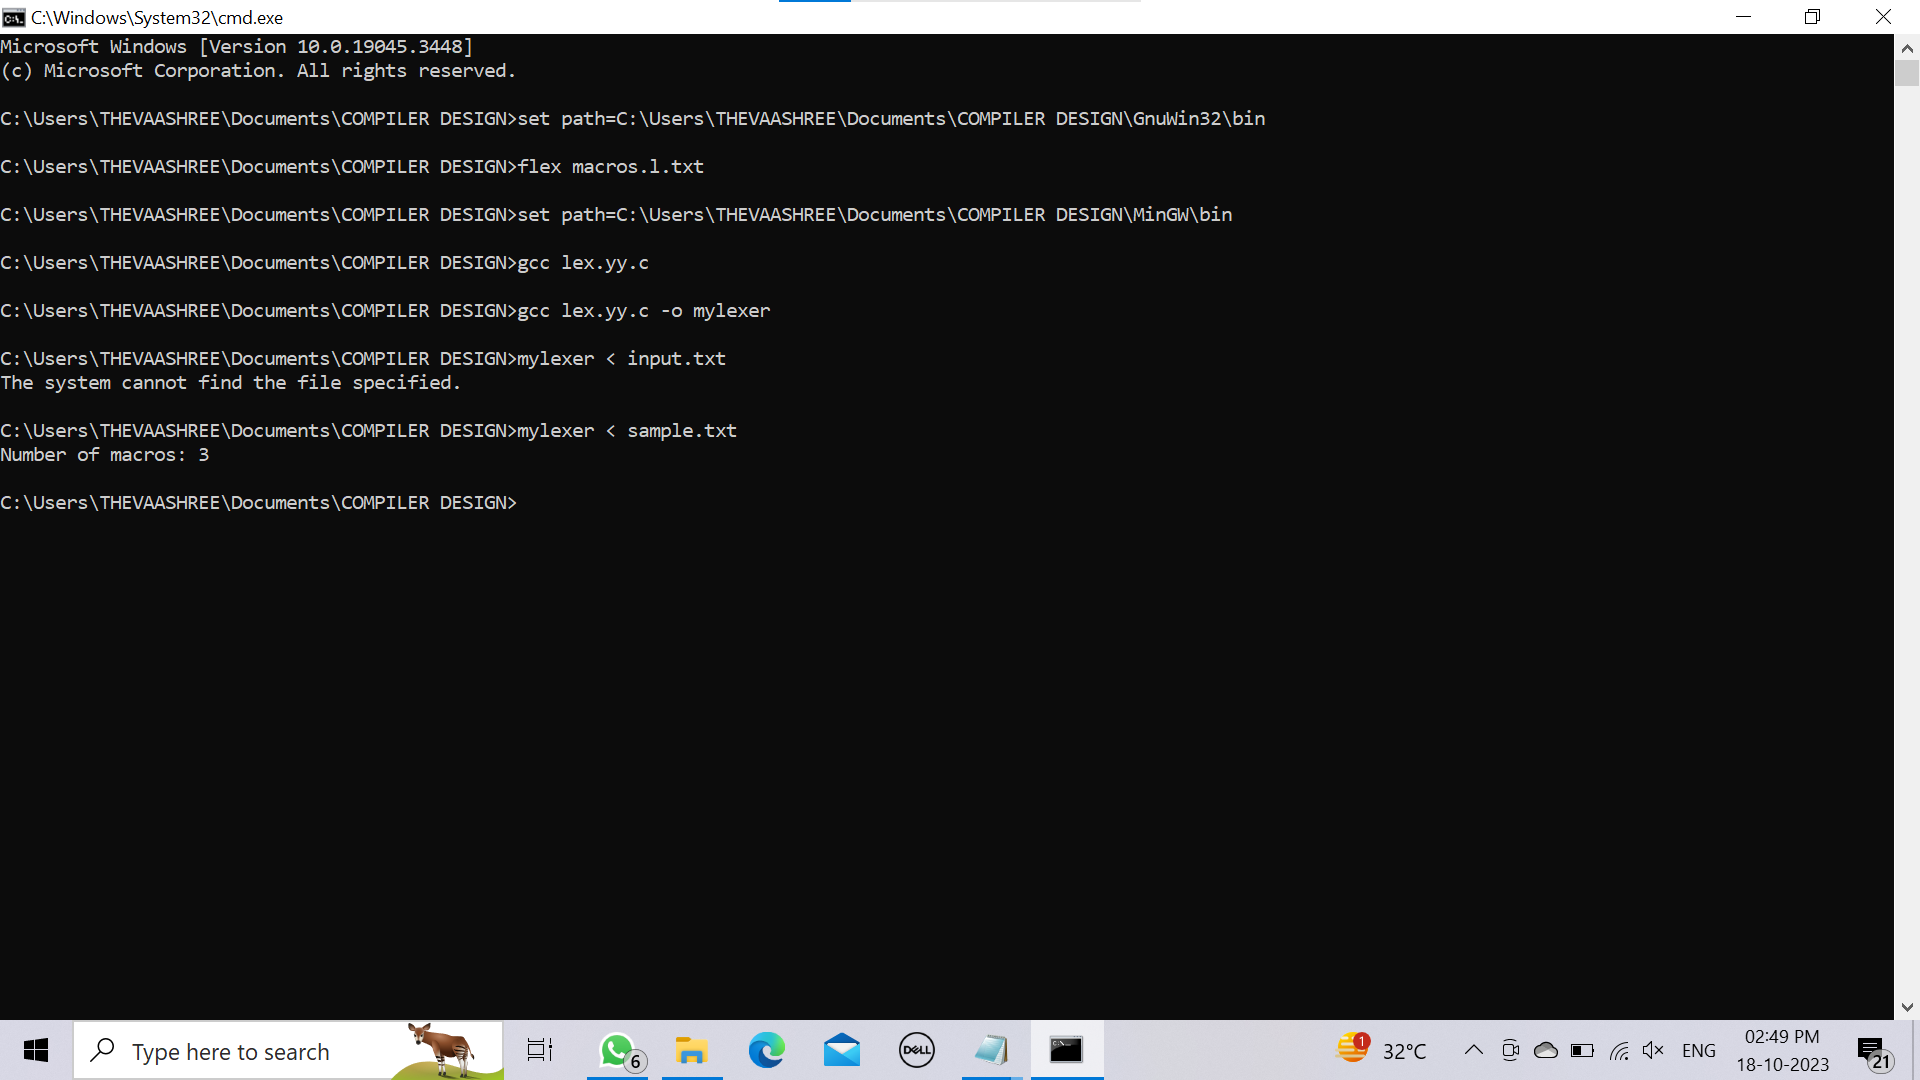 C:\Windows\System32\cmd.exe
Microsoft Windows [Version 10.0.19045.3448]
(c) Microsoft Corporation. All rights reserved.
C:\Users\THEVAASHREE\Documents\COMPILER DESIGN>set path=C:\Users\THEVAASHREE\Documents\COMPILER DESIGN\GnuWin32\bin
C:\Users\THEVAASHREE\Documents\COMPILER DESIGN>flex macros.l.txt
C:\Users\THEVAASHREE\Documents\COMPILER DESIGN>set path=C:\Users\THEVAASHREE\Documents\COMPILER DESIGN\MinGW\bin
C:\Users\THEVAASHREE\Documents\COMPILER DESIGN>gcc lex.yy.c
C:\Users\THEVAASHREE\Documents\COMPILER DESIGN>gcc lex.yy.c -o mylexer
C:\Users\THEVAASHREE\Documents\COMPILER DESIGN>mylexer < input.txt
The system cannot find the file specified.
C:\Users\THEVAASHREE\Documents\COMPILER DESIGN>mylexer < sample.txt
Number of macros: 3
C:\Users\THEVAASHREE\Documents\COMPILER DESIGN>
Type here to search
6
DELL
1
32°C
ENG
02:49 PM
18-10-2023
21